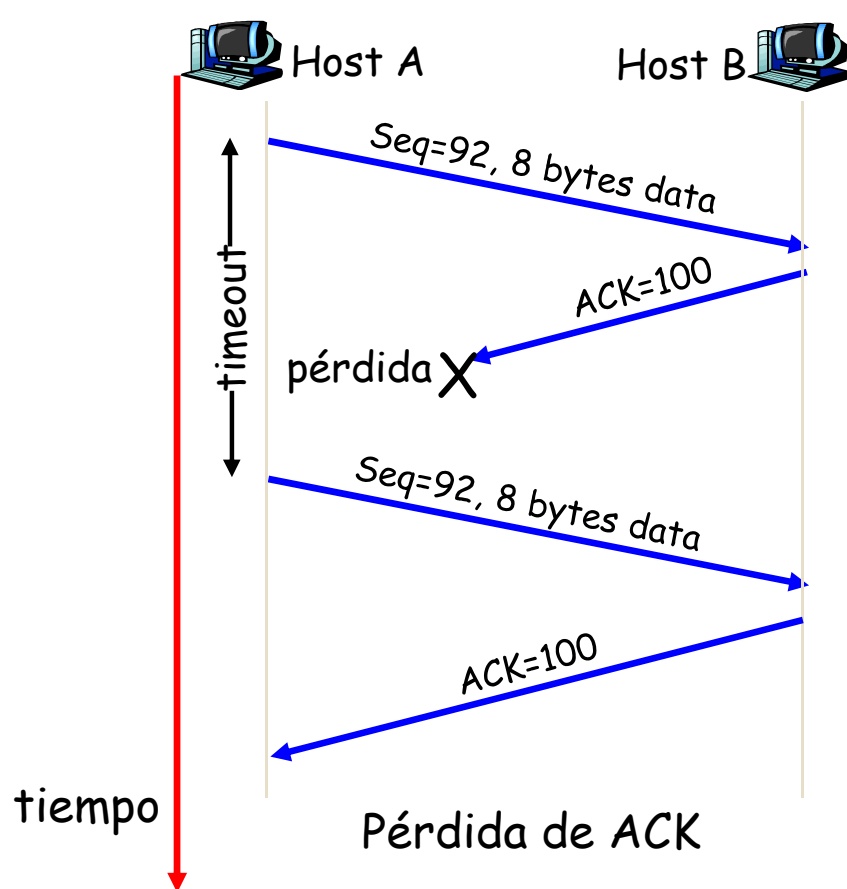 Host A
Host B
Seq=92, 8 bytes data
timeout
ACK=100
pérdida X
Seq=92, 8 bytes data
ACK=100
tiempo
Pérdida de ACK